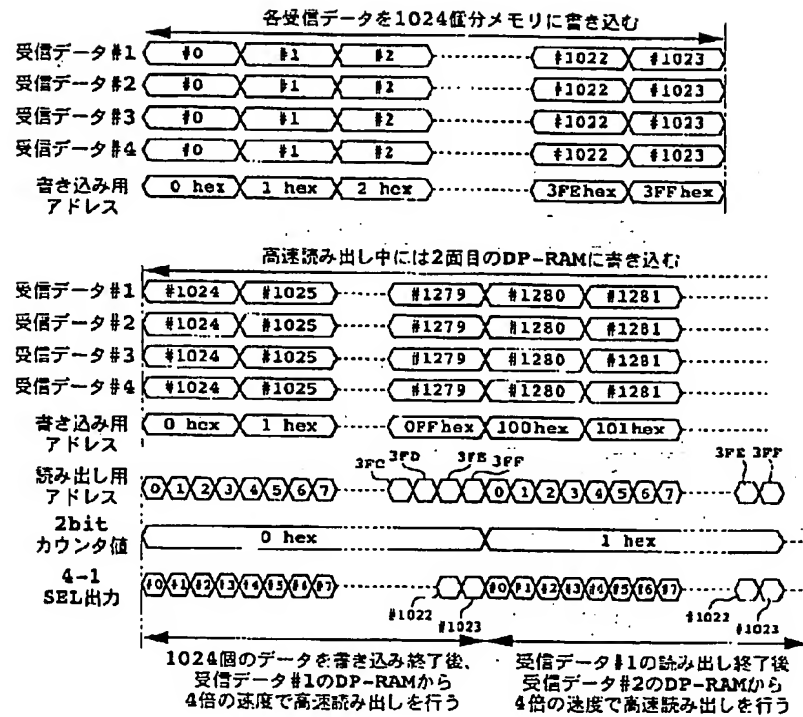 各受信データを1024個分メモリに書き込む
受信データ#1 #0 #1 #2 #1022 #1023
受信データ#2 #0 #1 #2 #1022 #1023
受信データ#3 #0 #1 #2 #1022 #1023
受信データ#4 #0 #1 #2 #1022 #1023
書き込み用
アドレス
0 hex 1 hex 2 hex 3FEhex 3FFhex
高速読み出し中には2面目のDP-RAMに書き込む
受信データ#1 #1024 #1025 #1279 #1280 #1281
受信データ#2 #1024 #1025 #1279 #1280 #1281
受信データ#3 #1024 #1025 #1279 #1280 #1281
受信データ#4 #1024 #1025 #1279 #1280 #1281
書き込み用
アドレス
0 hex 1 hex 0FFhex 100hex 101hex
3FC 3FD 3FE 3FF 3FE 3FF
読み出し用
アドレス
0 1 2 3 4 5 6 7 0 1 2 3 4 5 6 7
2bit
カウンタ値
0 hex 1 hex
4-1
SEL出力
#0 #1 #2 #3 #4 #5 #6 #7 #0 #1 #2 #3 #4 #5 #6 #7
#1022 #1023 #1022 #1023
1024個のデータを書き込み終了後、
受信データ#1のDP-RAMから
4倍の速度で高速読み出しを行う
受信データ#1の読み出し終了後
受信データ#2のDP-RAMから
4倍の速度で高速読み出しを行う